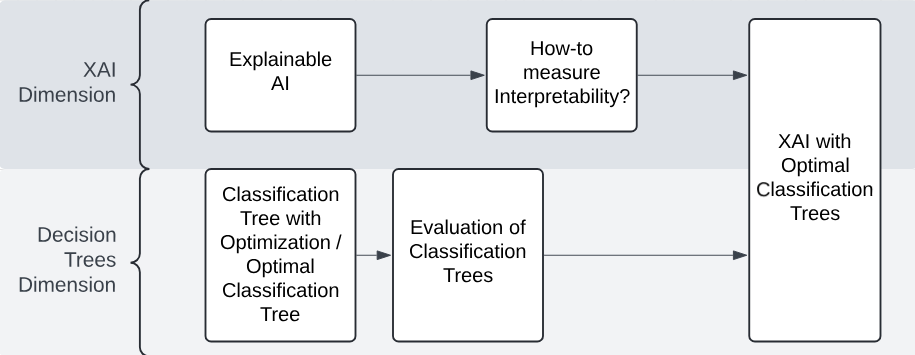 XAI
Dimension
Explainable
AI
How-to
measure
Interpretability?
XAI with
Optimal
Classification
Trees
Decision
Trees
Dimension
Classification
Tree with
Optimization /
Optimal
Classification
Tree
Evaluation of
Classification
Trees